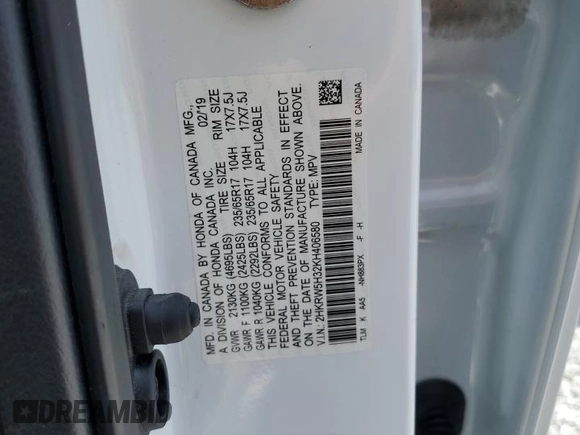 MFD. IN CANADA BY HONDA OF CANADA MFG.,
A DIVISION OF HONDA CANADA INC. 02/19
TIRE SIZE RIM SIZE
GVWR 2130KG (4695LBS)
GAWR F 1100KG (2425LBS) 235/65R17 104H 17X7.5J
GAWR R 1040KG (2292LBS) 235/65R17 104H 17X7.5J
THIS VEHICLE CONFORMS TO ALL APPLICABLE
FEDERAL MOTOR VEHICLE SAFETY
AND THEFT PREVENTION STANDARDS IN EFFECT
ON THE DATE OF MANUFACTURE SHOWN ABOVE.
V.I.N: 2HKRW5H32KH406580 TYPE: MPV
TLM K AA5 -NH883PX -F -H MADE IN CANADA
DREAMBID